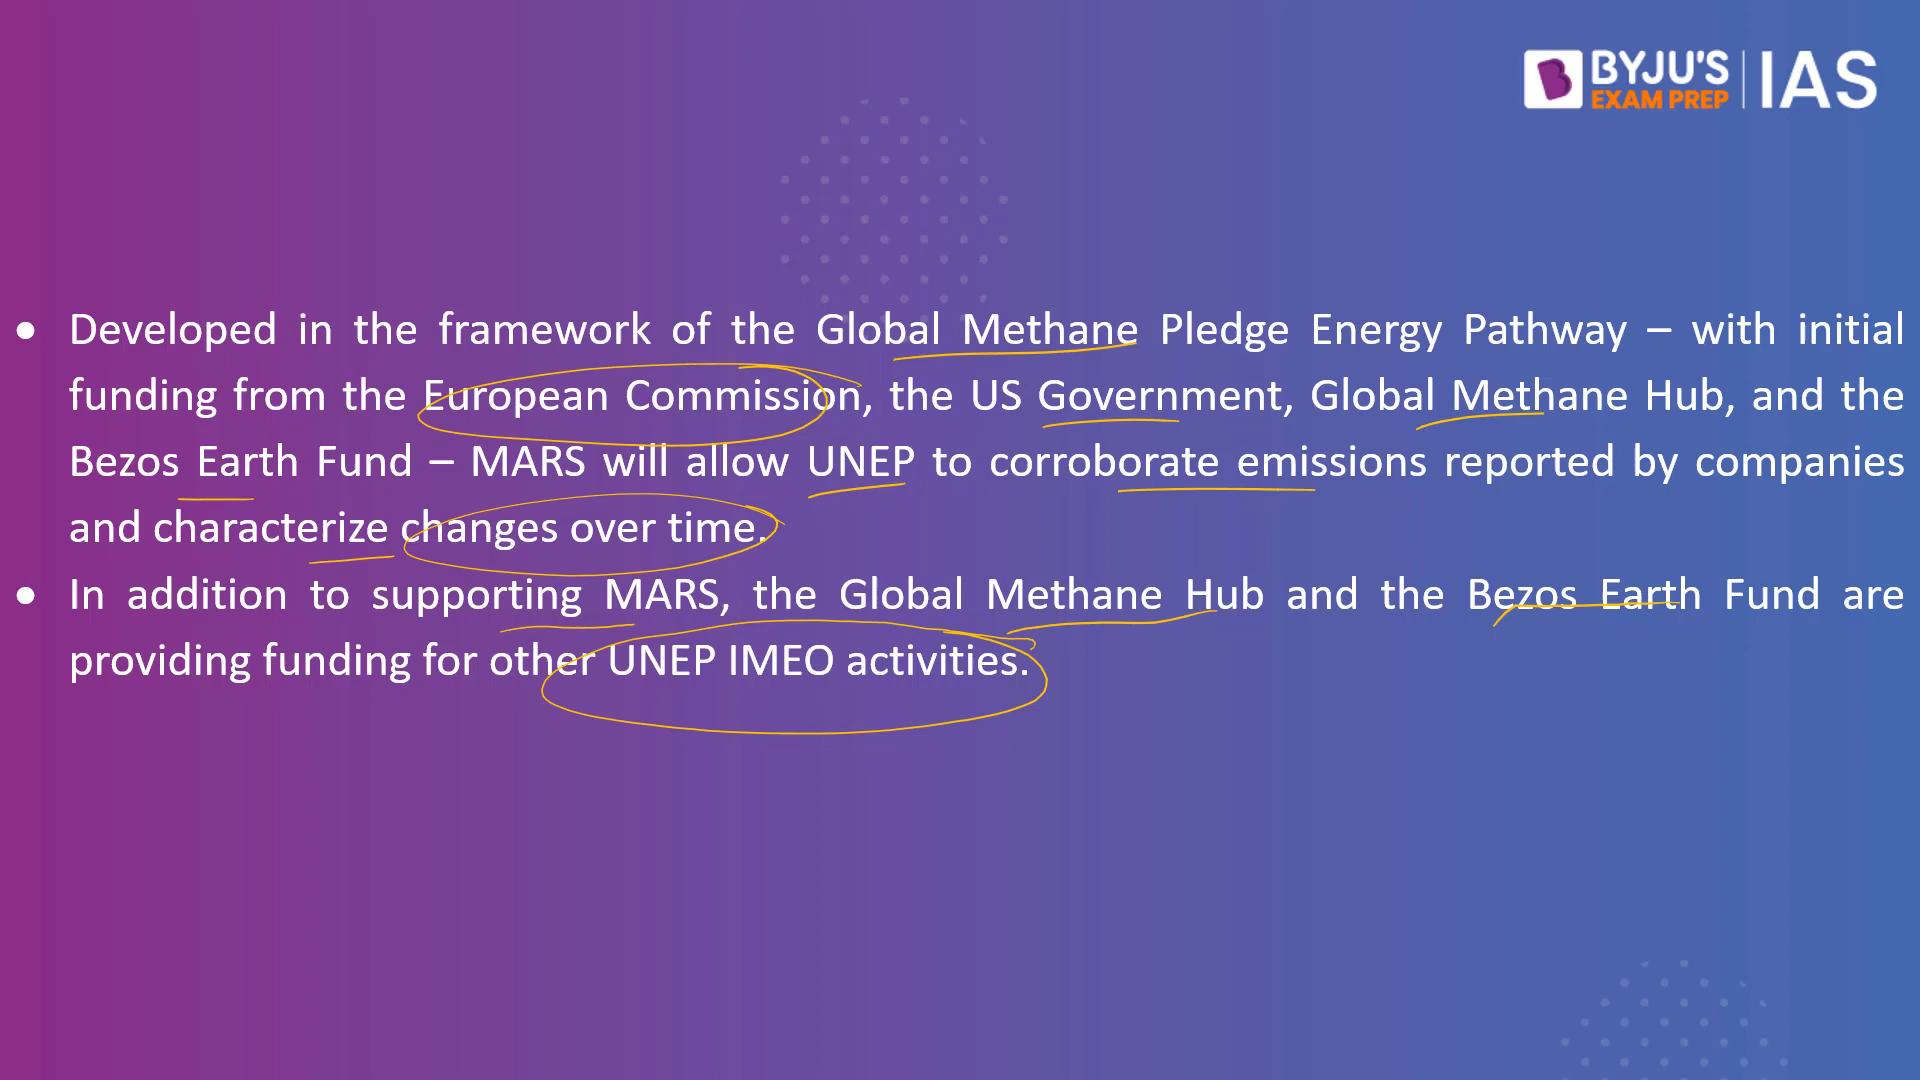 BYJU'S
EXAM PREP
IAS
• Developed in the framework of the Global Methane Pledge Energy Pathway – with initial
funding from the European Commission, the US Government, Global Methane Hub, and the
Bezos Earth Fund – MARS will allow UNEP to corroborate emissions reported by companies
and characterize changes over time.
• In addition to supporting MARS, the Global Methane Hub and the Bezos Earth Fund are
providing funding for other UNEP IMEO activities.